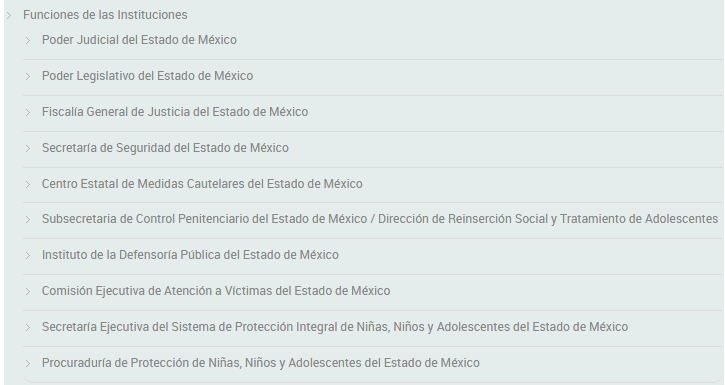 Funciones de las Instituciones
Poder Judicial del Estado de México
Poder Legislativo del Estado de México
Fiscalía General de Justicia del Estado de México
Secretaría de Seguridad del Estado de México
Centro Estatal de Medidas Cautelares del Estado de México
Subsecretaria de Control Penitenciario del Estado de México / Dirección de Reinserción Social y Tratamiento de Adolescentes
Instituto de la Defensoría Pública del Estado de México
Comisión Ejecutiva de Atención a Víctimas del Estado de México
Secretaría Ejecutiva del Sistema de Protección Integral de Niñas, Niños y Adolescentes del Estado de México
Procuraduría de Protección de Niñas, Niños y Adolescentes del Estado de México